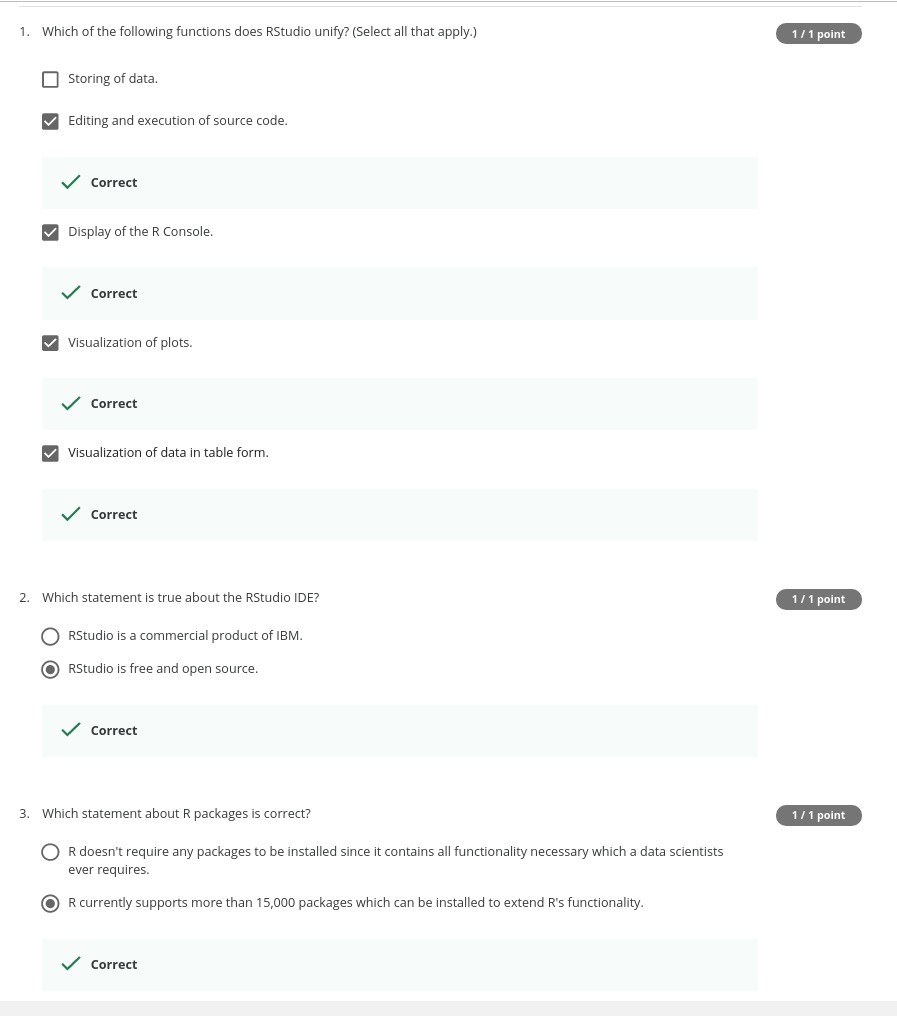 1. Which of the following functions does RStudio unify? (Select all that apply.)
1 / 1 point
Storing of data.
Editing and execution of source code.
Correct
Display of the R Console.
Correct
Visualization of plots.
Correct
Visualization of data in table form.
Correct
2. Which statement is true about the RStudio IDE?
1 / 1 point
RStudio is a commercial product of IBM.
RStudio is free and open source.
Correct
3. Which statement about R packages is correct?
1 / 1 point
R doesn't require any packages to be installed since it contains all functionality necessary which a data scientists
ever requires.
R currently supports more than 15,000 packages which can be installed to extend R's functionality.
Correct